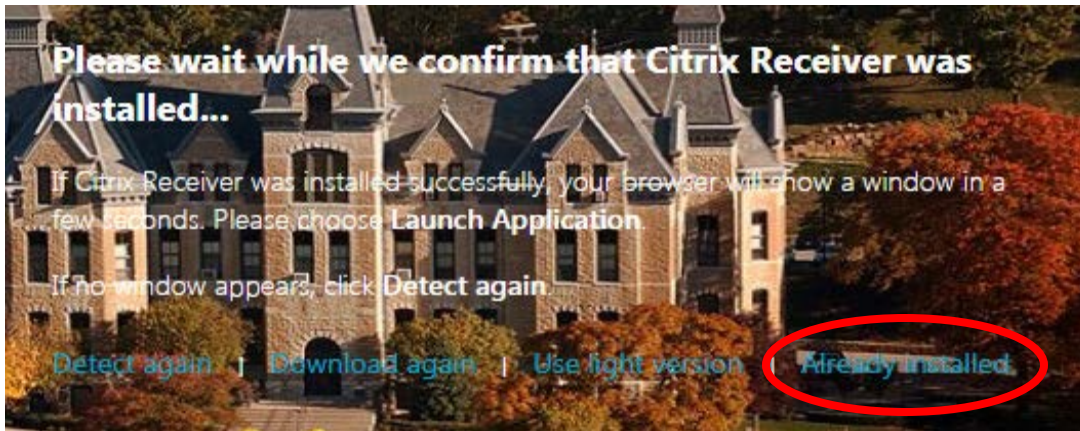 Please wait while we confirm that Citrix Receiver was
installed...
If Citrix Receiver was installed successfully, your browser will show a window in a
few seconds. Please choose Launch Application.
If no window appears, click Detect again.
Detect again | Download again | Use light version | Already installed